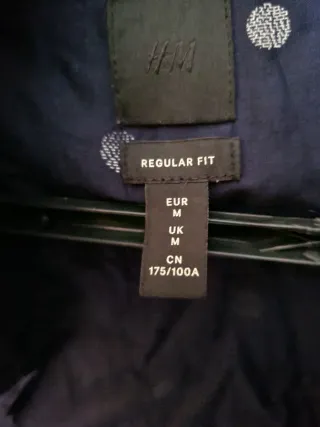 H&M
REGULAR FIT
EUR
M
UK
M
CN
175/100A